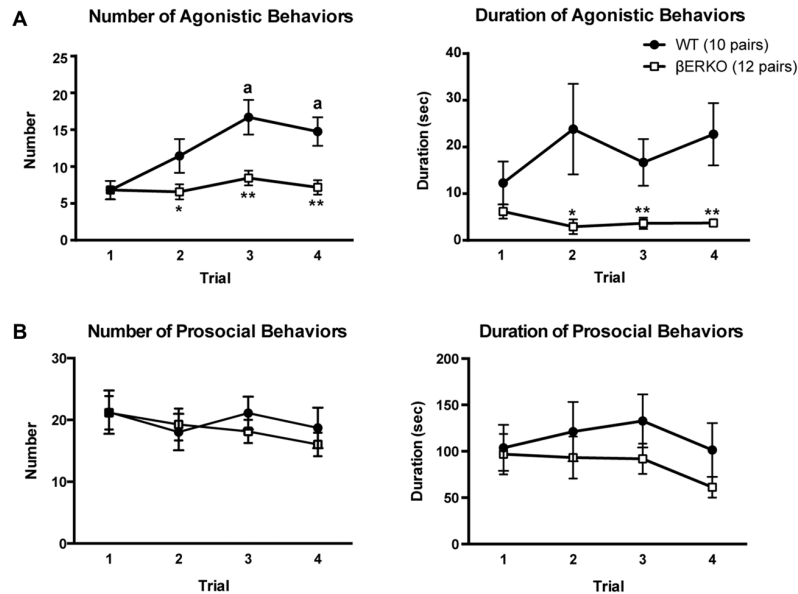 A
Number of Agonistic Behaviors
Number
25
20
15
10
5
0
a
a
*
**
**
1 2 3 4
Trial
Duration of Agonistic Behaviors
WT (10 pairs)
βERKO (12 pairs)
Duration (sec)
40
30
20
10
0
*
**
**
1 2 3 4
Trial
B
Number of Prosocial Behaviors
Number
30
20
10
0
1 2 3 4
Trial
Duration of Prosocial Behaviors
Duration (sec)
200
150
100
50
0
1 2 3 4
Trial